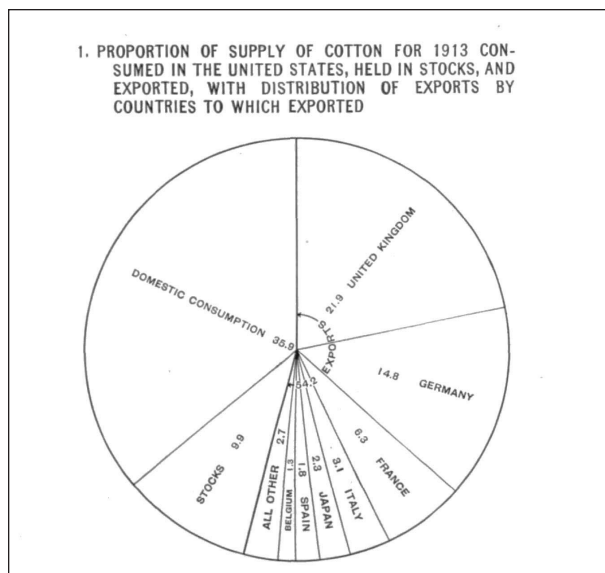 1. PROPORTION OF SUPPLY OF COTTON FOR 1913 CON-
SUMED IN THE UNITED STATES, HELD IN STOCKS, AND
EXPORTED, WITH DISTRIBUTION OF EXPORTS BY
COUNTRIES TO WHICH EXPORTED
21.9 UNITED KINGDOM
DOMESTIC CONSUMPTION 35.9
EXPORTS
54.2
14.8 GERMANY
6.3 FRANCE
3.1 ITALY
2.3 JAPAN
1.8 SPAIN
BELGIUM 1.3
ALL OTHER 2.7
STOCKS 9.9